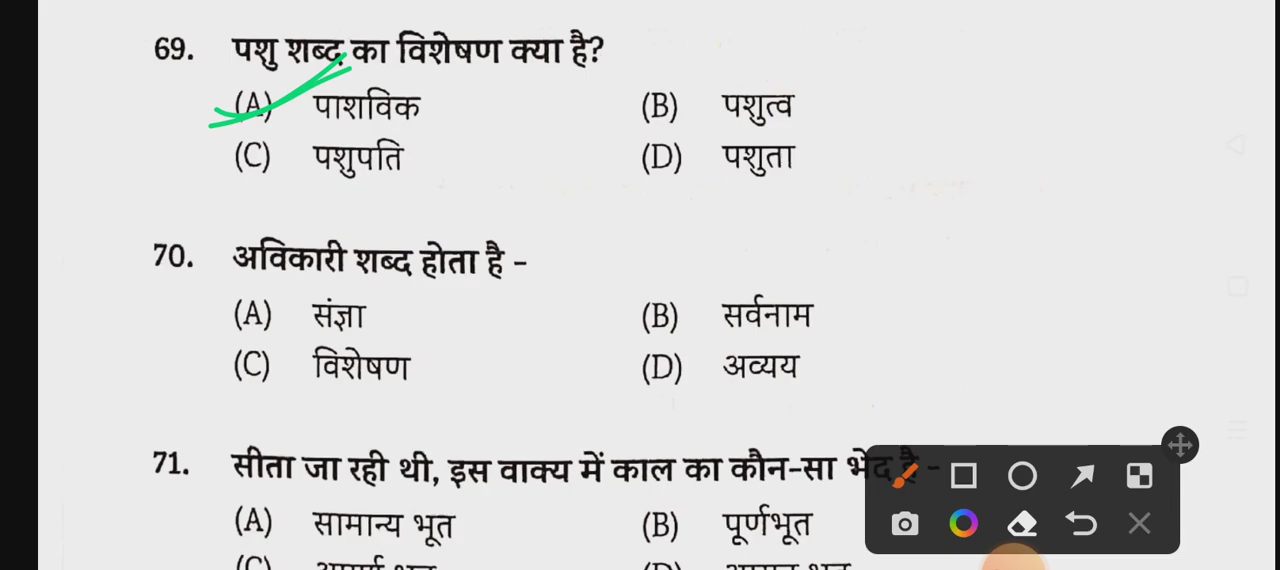 69. पशु शब्द का विशेषण क्या है?
(A) पाशविक (B) पशुत्व
(C) पशुपति (D) पशुता
70. अविकारी शब्द होता है -
(A) संज्ञा (B) सर्वनाम
(C) विशेषण (D) अव्यय
71. सीता जा रही थी, इस वाक्य में काल का कौन-सा भेद है -
(A) सामान्य भूत (B) पूर्णभूत
(C) (D)